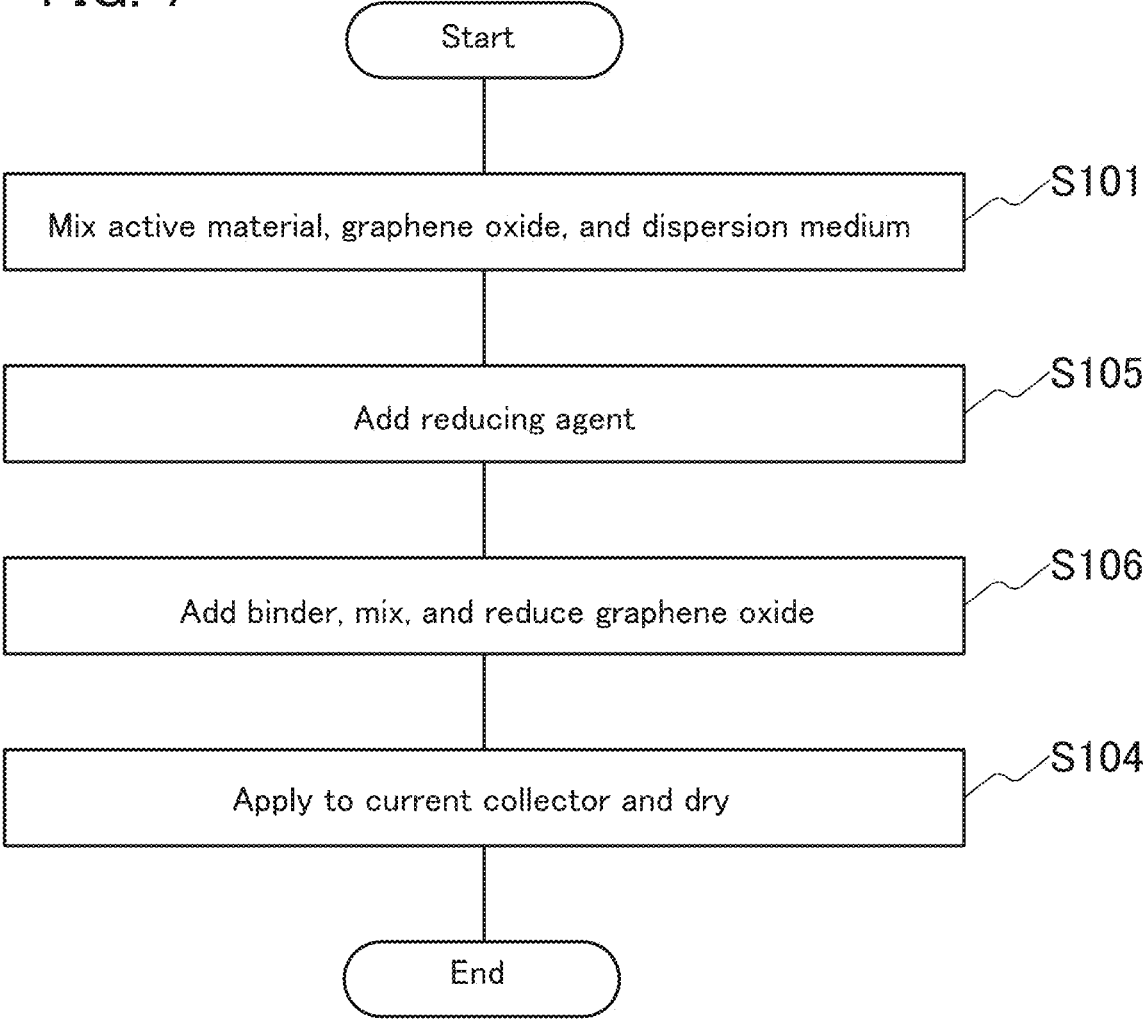 Start
Mix active material, graphene oxide, and dispersion medium
S101
Add reducing agent
S105
Add binder, mix, and reduce graphene oxide
S106
Apply to current collector and dry
S104
End